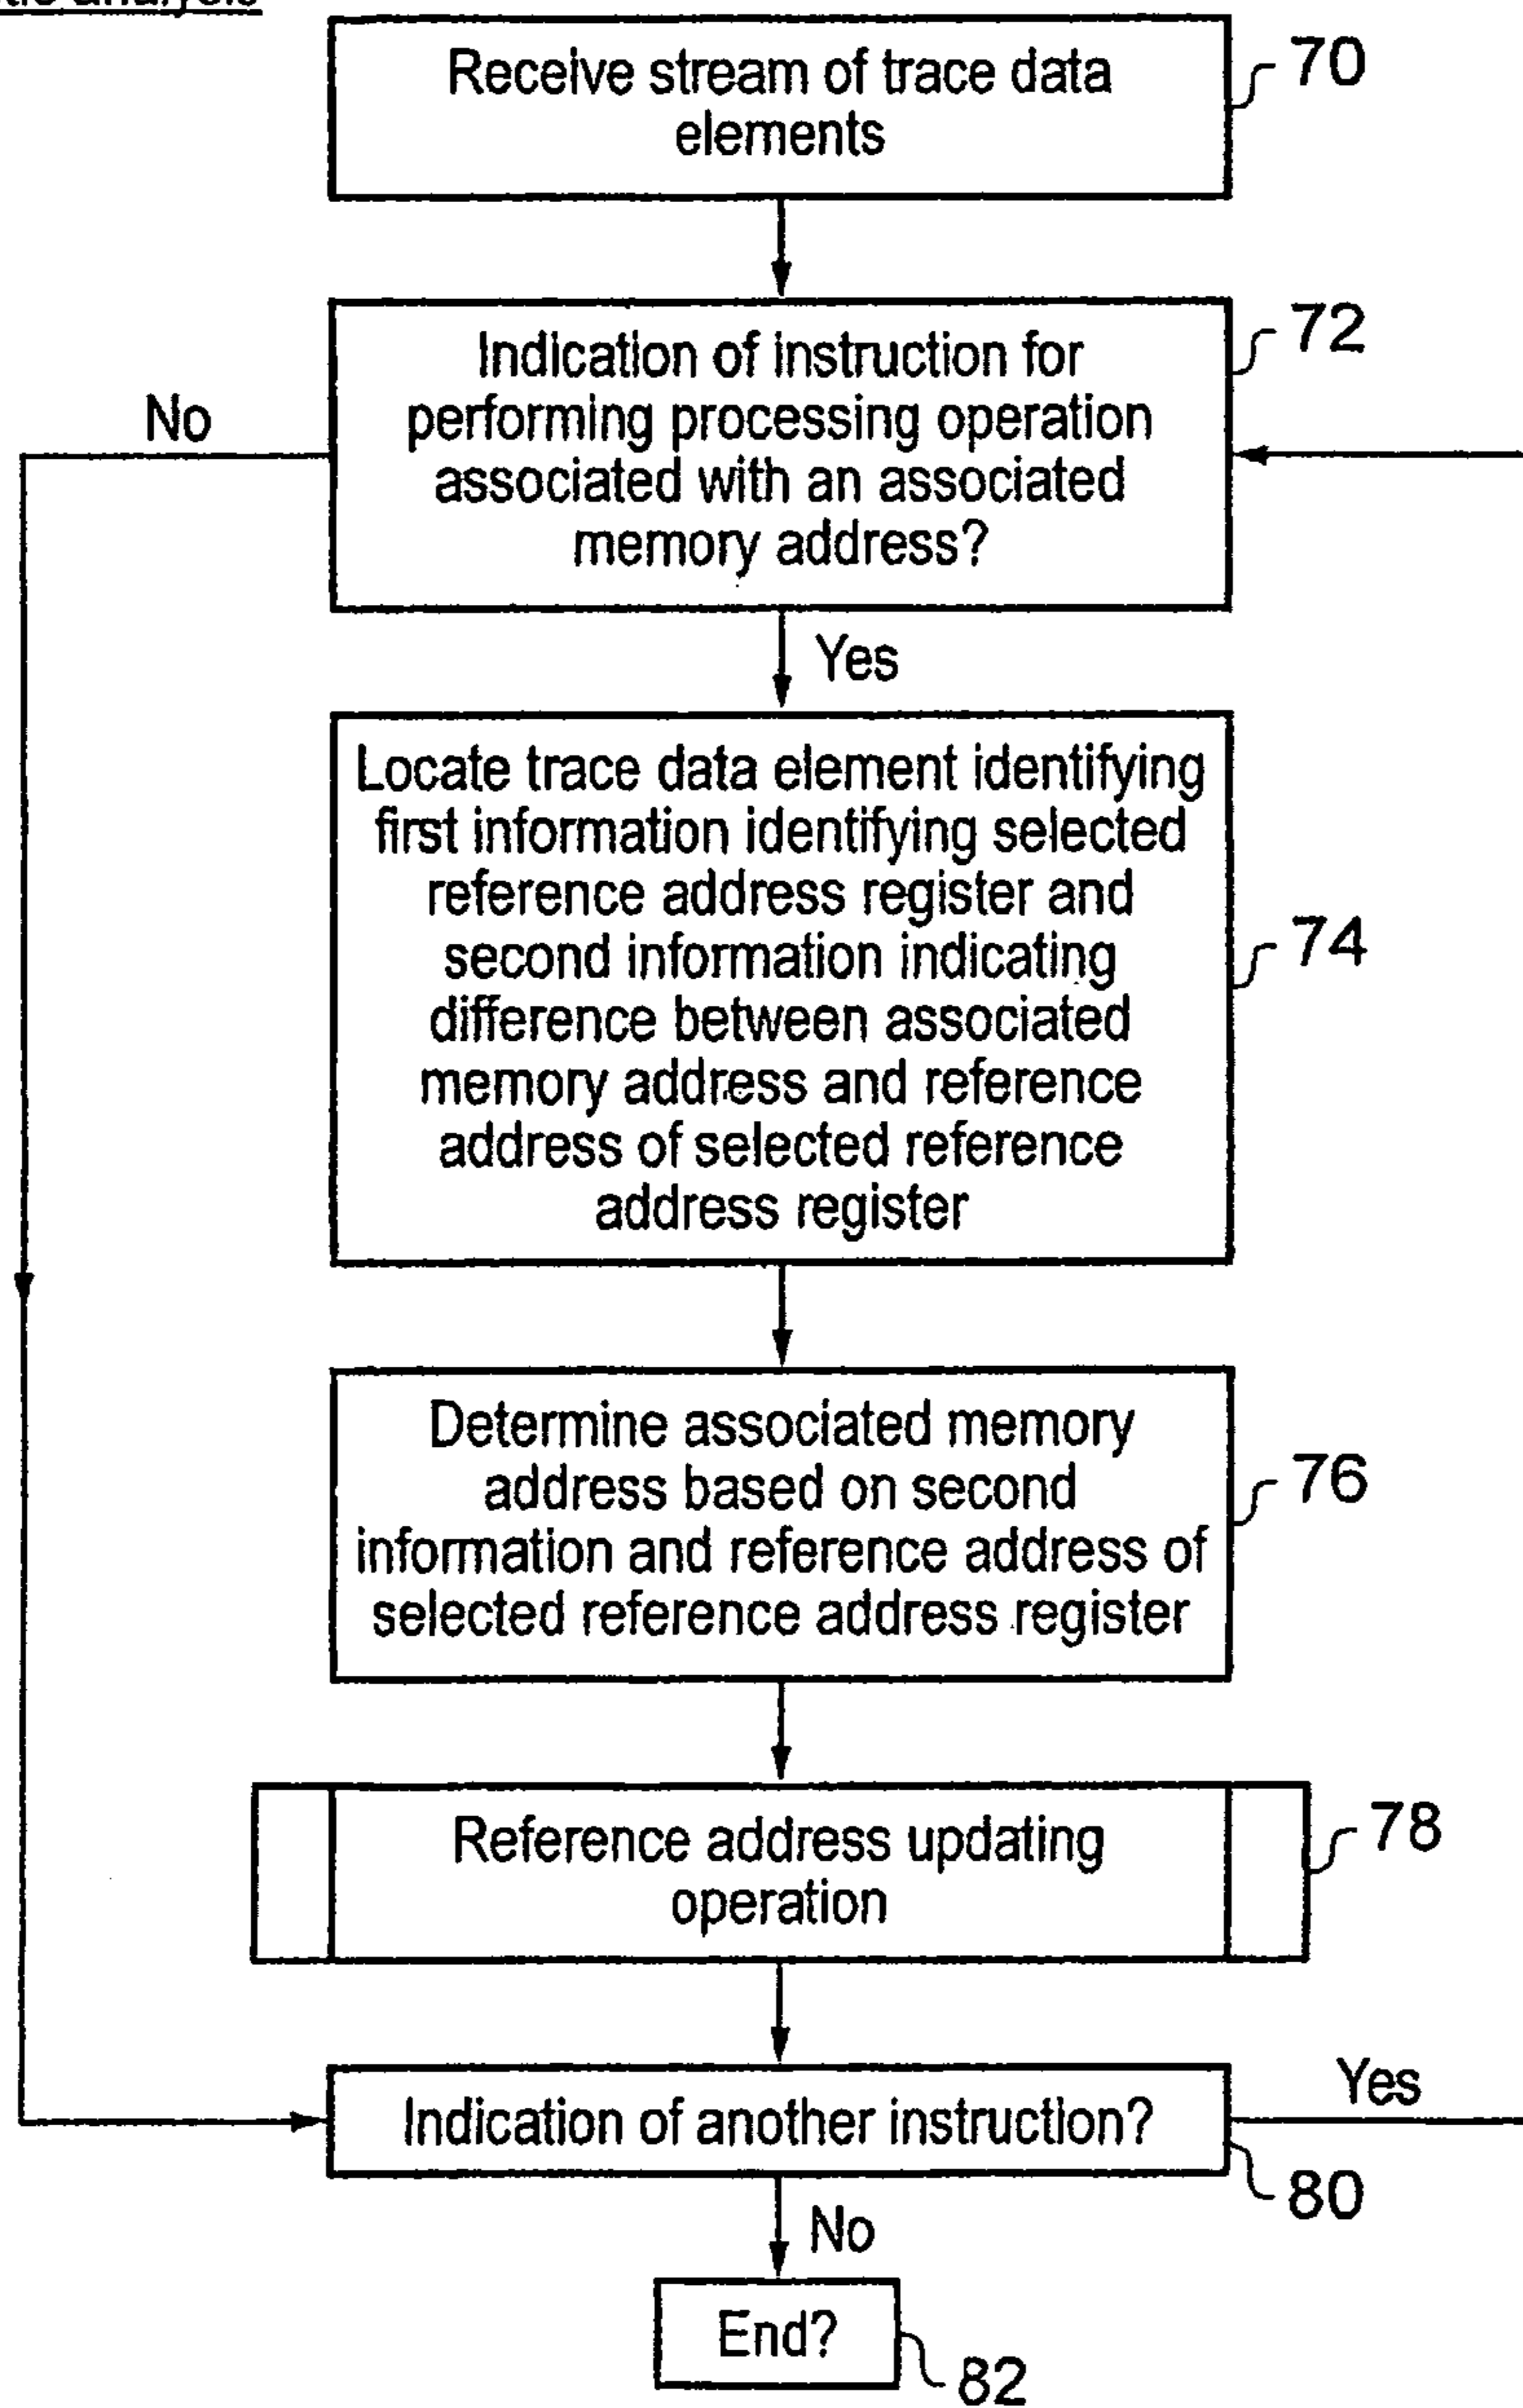 analysis
Receive stream of trace data
elements
70
Indication of instruction for
performing processing operation
associated with an associated
memory address?
72
No
Yes
Locate trace data element identifying
first information identifying selected
reference address register and
second information indicating
difference between associated
memory address and reference
address of selected reference
address register
74
Determine associated memory
address based on second
information and reference address of
selected reference address register
76
Reference address updating
operation
78
Indication of another instruction?
Yes
80
No
End?
82